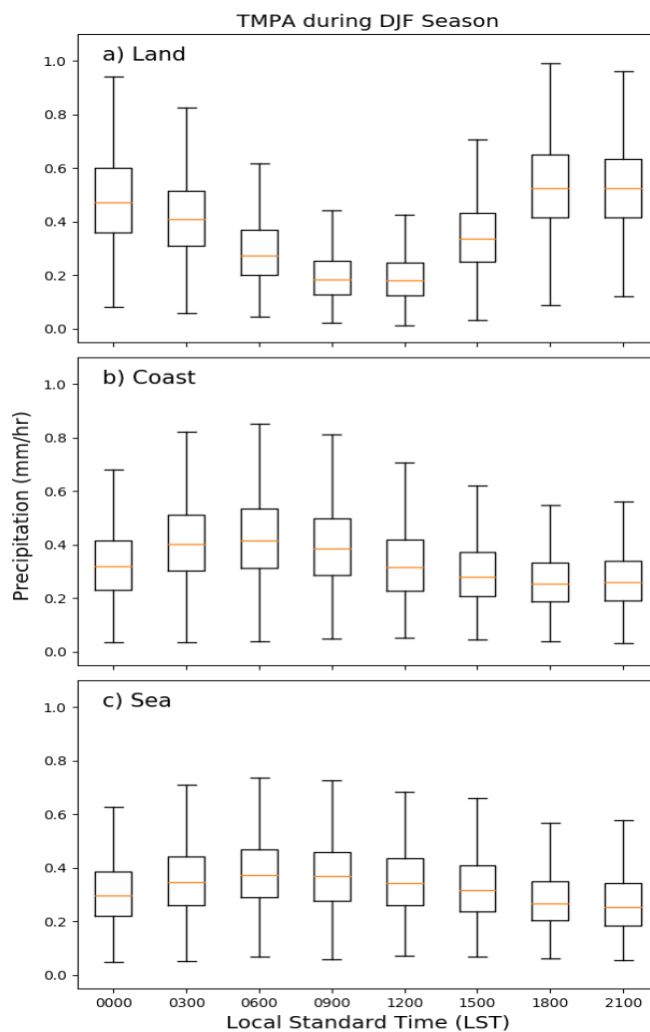 TMPA during DJF Season
a) Land
1.0
0.8
0.6
0.4
0.2
0.0
b) Coast
1.0
0.8
0.6
0.4
0.2
0.0
Precipitation (mm/hr)
c) Sea
1.0
0.8
0.6
0.4
0.2
0.0
0000 0300 0600 0900 1200 1500 1800 2100
Local Standard Time (LST)